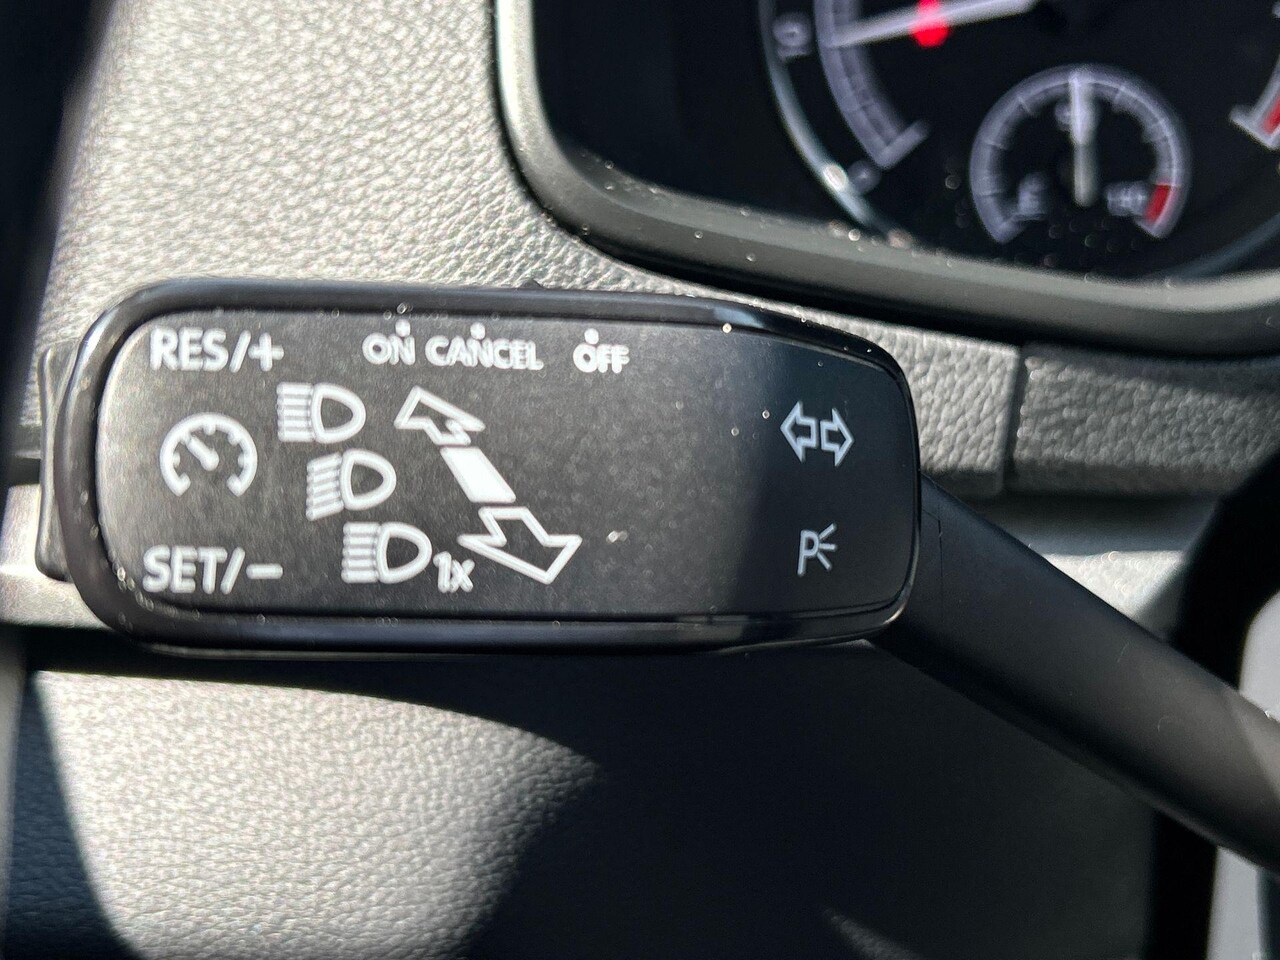 RES/+
ON CANCEL OFF
SET/-
1x
P